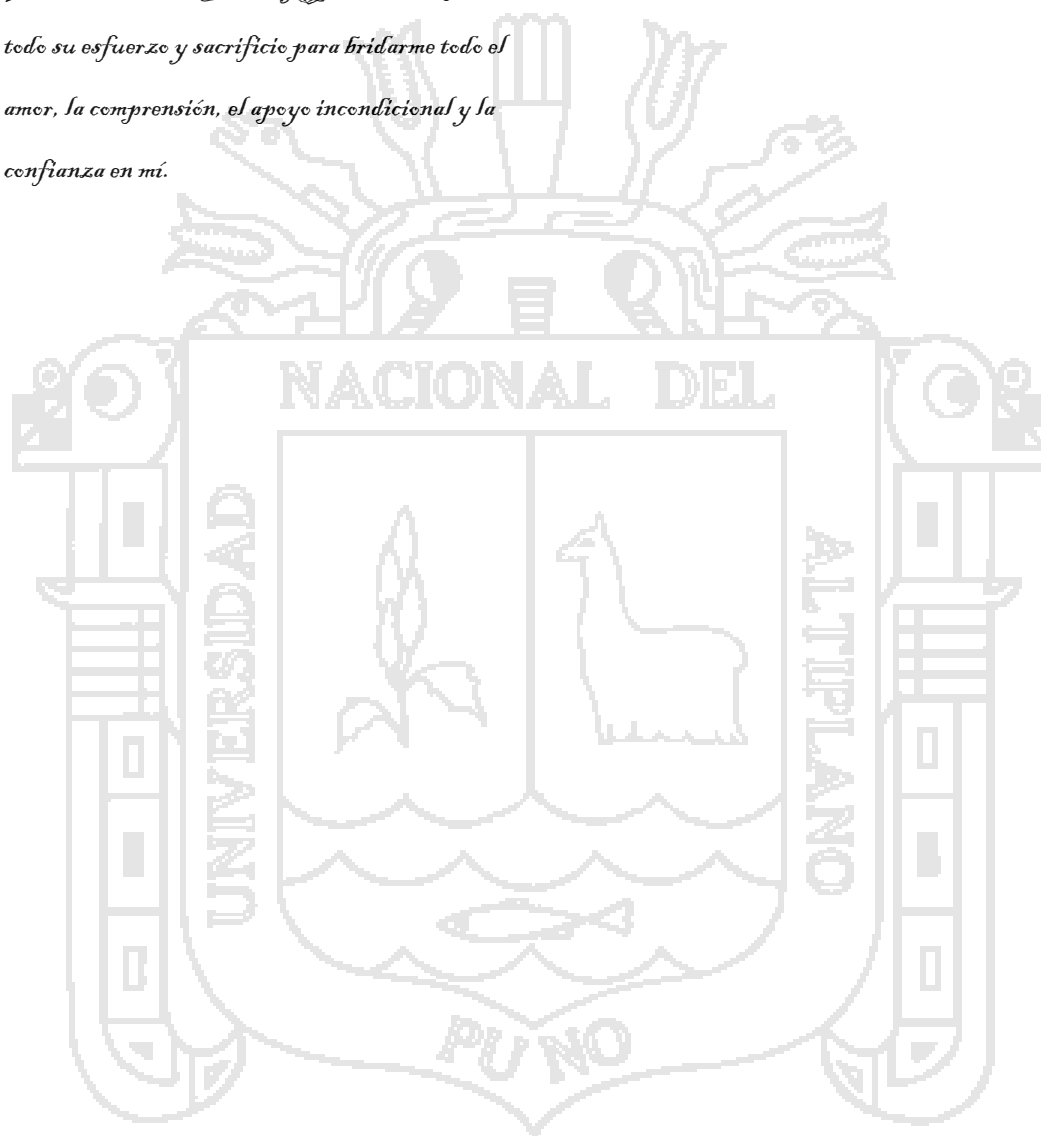 todo su esfuerzo y sacrificio para bridarme todo el
amor, la comprensión, el apoyo incondicional y la
confianza en mí.
NACIONAL DEL
UNIVERSIDAD
ALTIPLANO
PUNO